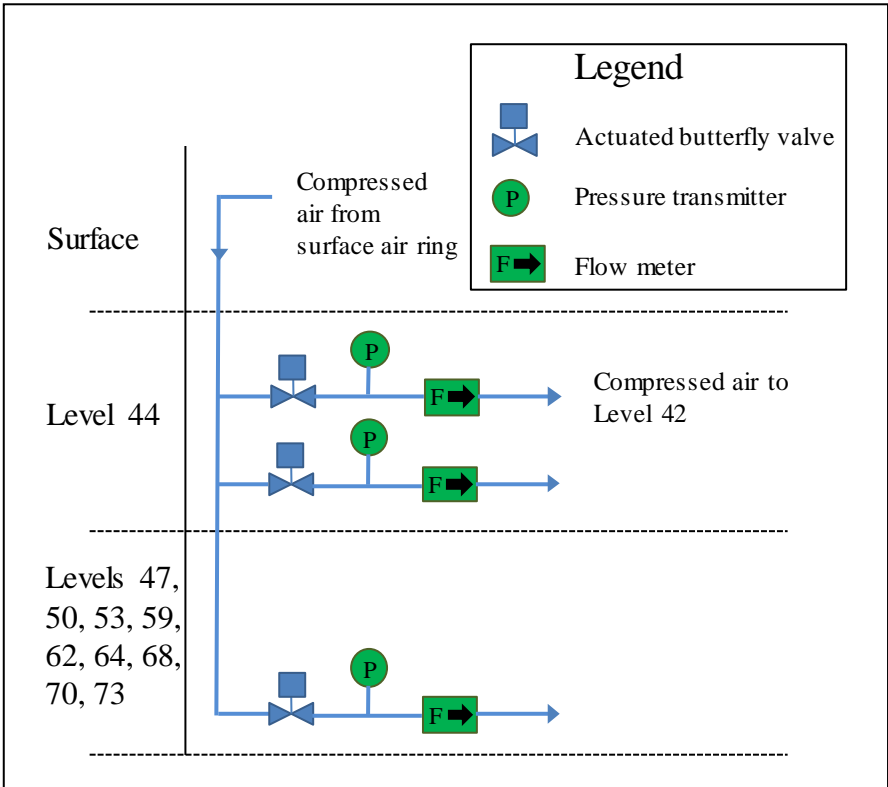 Legend
Actuated butterfly valve
P
Pressure transmitter
F
Flow meter
Surface
Compressed
air from
surface air ring
Level 44
P
F
Compressed air to
Level 42
P
F
Levels 47,
50, 53, 59,
62, 64, 68,
70, 73
P
F